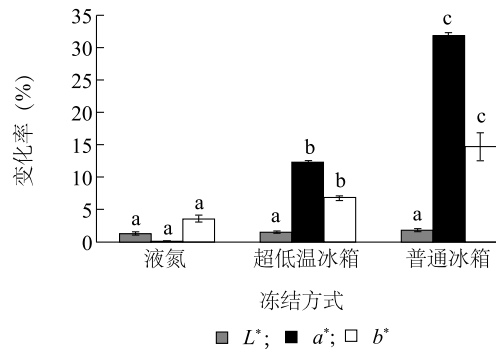 变化率 (%)
35
30
25
20
15
10
5
0
a a a
a b b
a c c
液氮 超低温冰箱 普通冰箱
冻结方式
L*; a*; b*